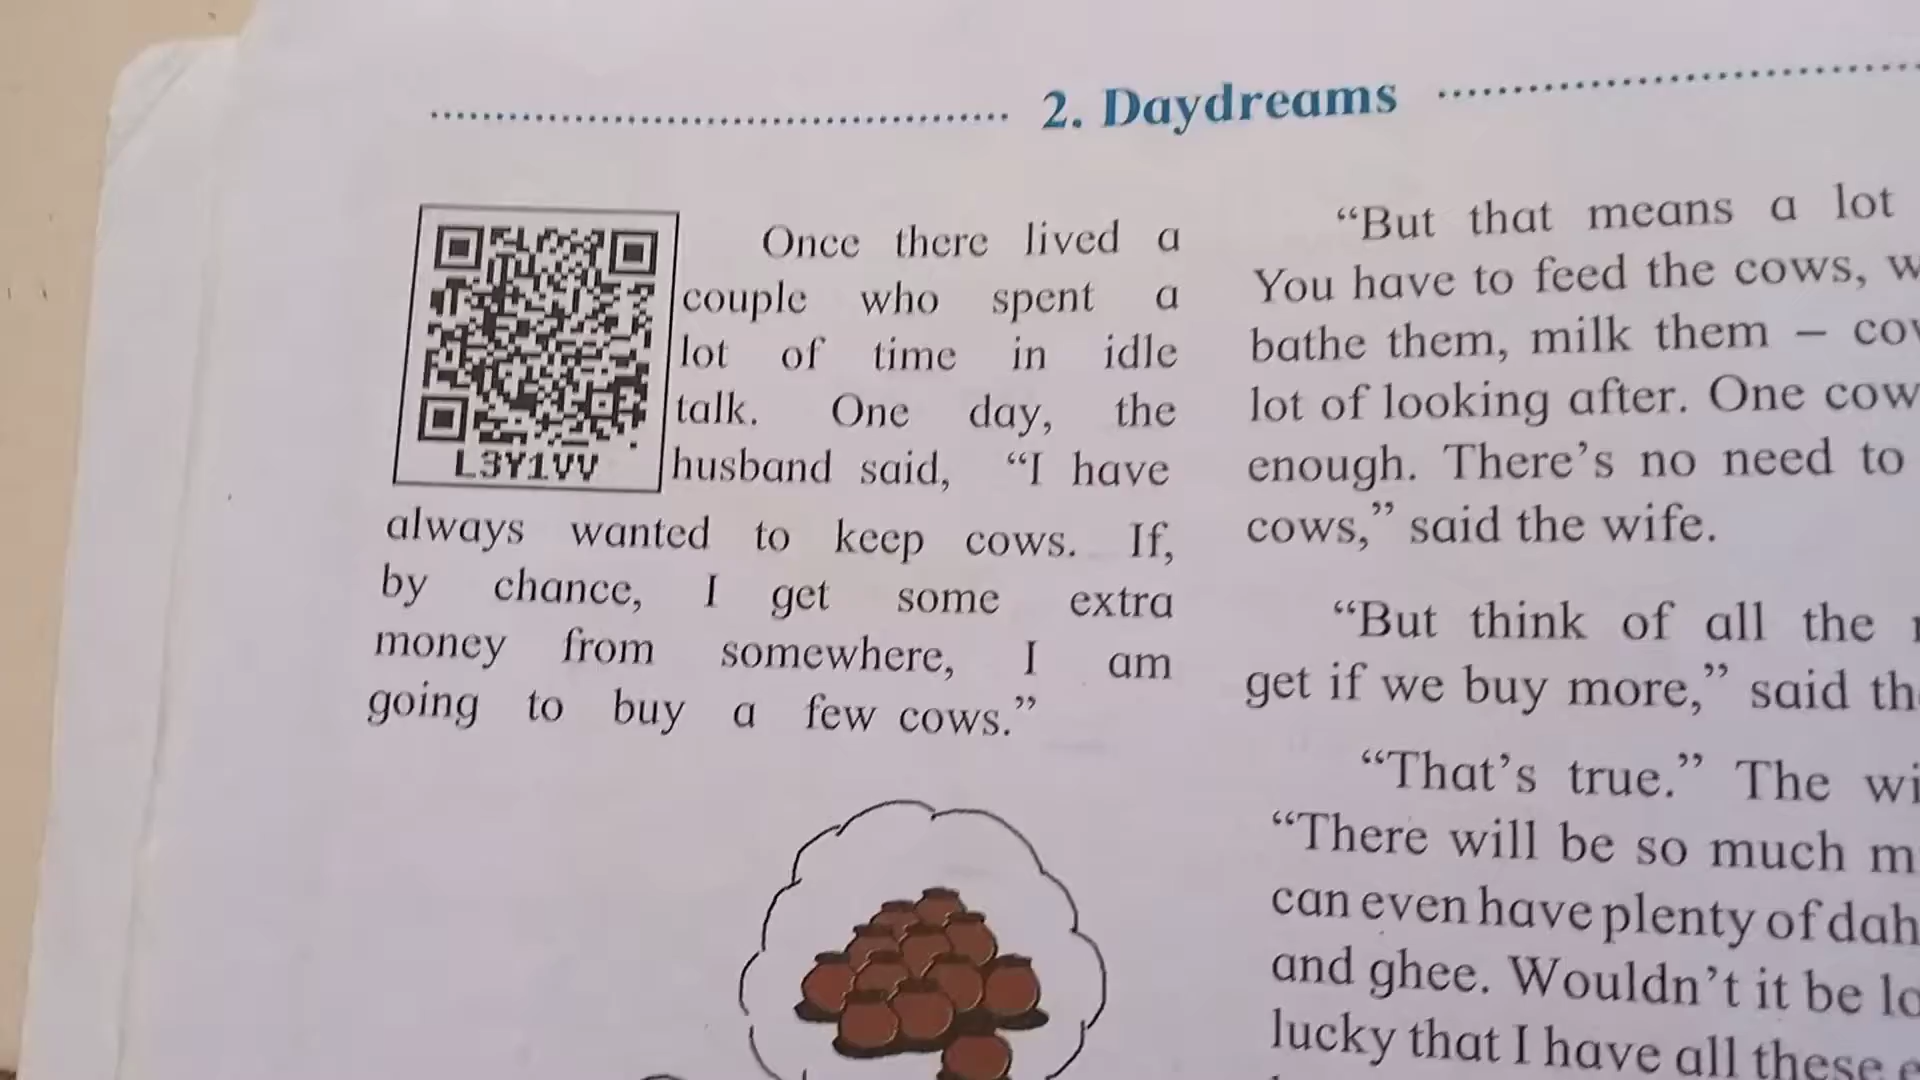 2. Daydreams
Once there lived a
couple who spent a
lot of time in idle
talk. One day, the
husband said, “I have
L3Y1VV
always wanted to keep cows. If,
by chance, I get some extra
money from somewhere, I am
going to buy a few cows.”
“But that means a lot
You have to feed the cows,
bathe them, milk them –
lot of looking after. One cow
enough. There’s no need to
cows,” said the wife.
“But think of all the
get if we buy more,” said
“That’s true.” The
“There will be so much
can even have plenty of
and ghee. Wouldn’t it be
lucky that I have all these